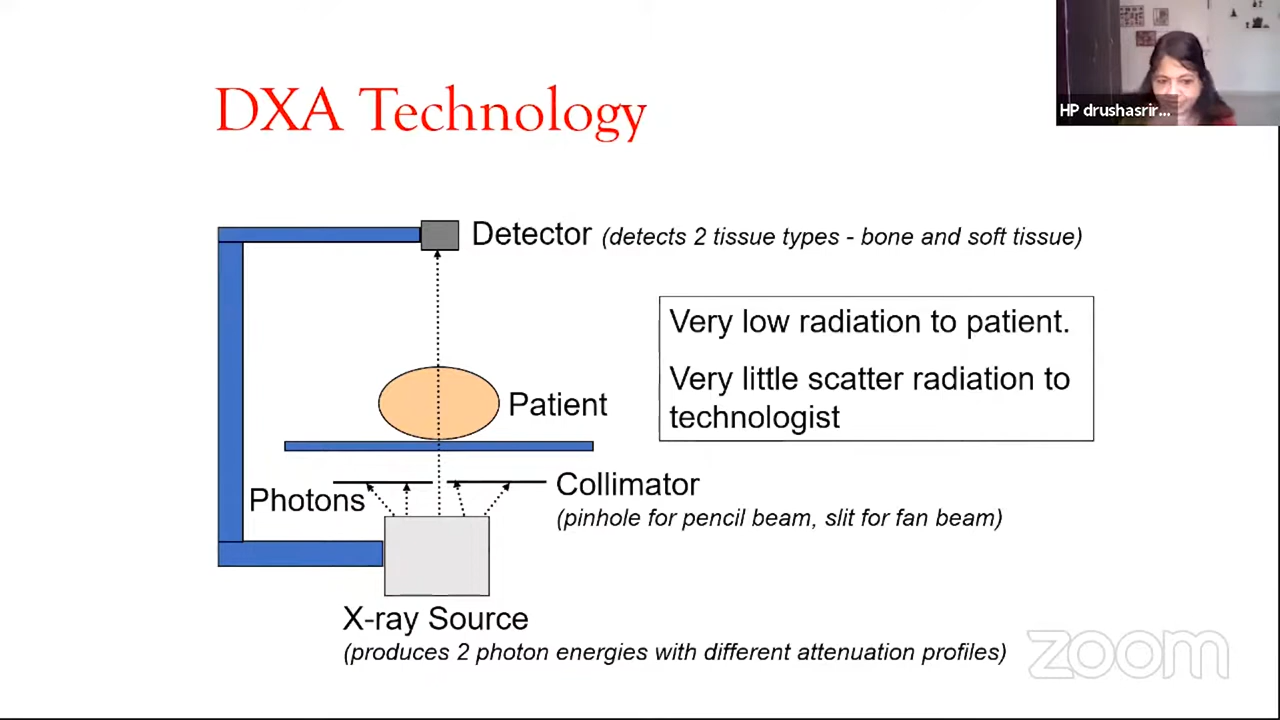 DXA Technology
HP drushasrir...
Detector (detects 2 tissue types - bone and soft tissue)
Very low radiation to patient.
Very little scatter radiation to
technologist
Patient
Photons
Collimator
(pinhole for pencil beam, slit for fan beam)
X-ray Source
(produces 2 photon energies with different attenuation profiles)
zoom